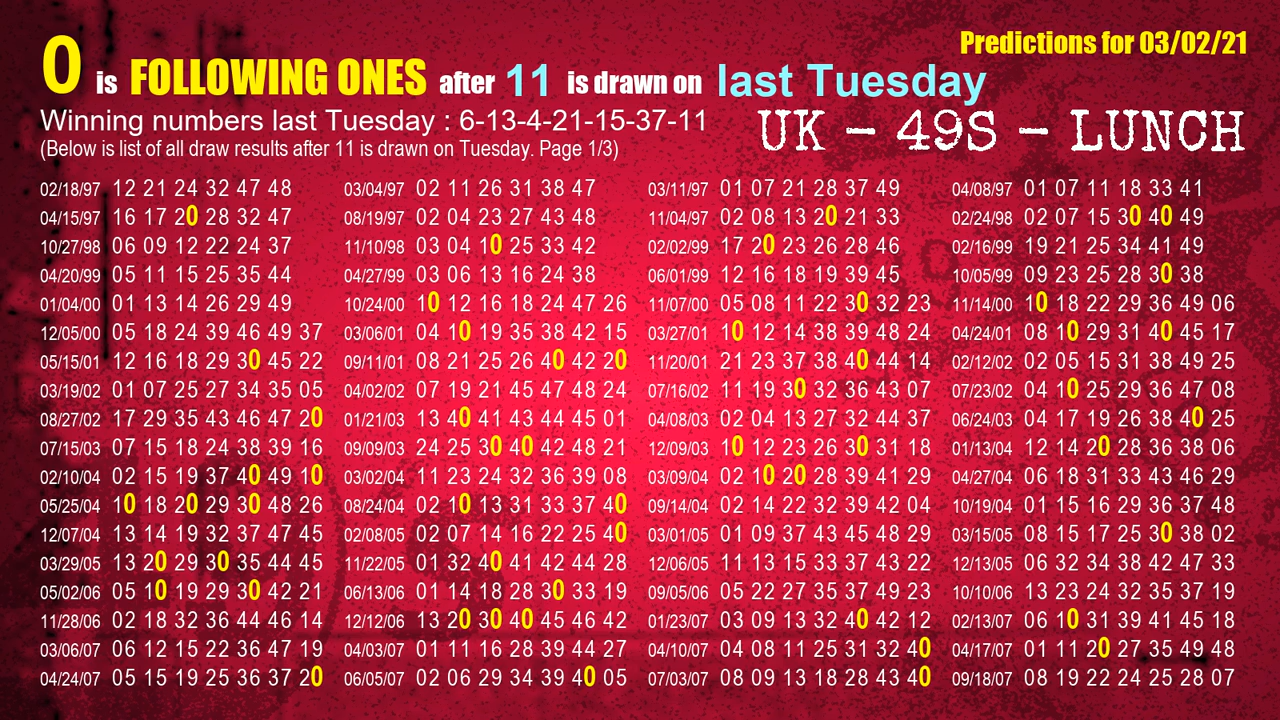 Predictions for 03/02/21
0 is FOLLOWING ONES after 11 is drawn on last Tuesday
Winning numbers last Tuesday : 6-13-4-21-15-37-11
UK - 49S - LUNCH
(Below is list of all draw results after 11 is drawn on Tuesday. Page 1/3)
02/18/97 12 21 24 32 47 48 03/04/97 02 11 26 31 38 47 03/11/97 01 07 21 28 37 49 04/08/97 01 07 11 18 33 41
04/15/97 16 17 20 28 32 47 08/19/97 02 04 23 27 43 48 11/04/97 02 08 13 20 21 33 02/24/98 02 07 15 30 40 49
10/27/98 06 09 12 22 24 37 11/10/98 03 04 10 25 33 42 02/02/99 17 20 23 26 28 46 02/16/99 19 21 25 34 41 49
04/20/99 05 11 15 25 35 44 04/27/99 03 06 13 16 24 38 06/01/99 12 16 18 19 39 45 10/05/99 09 23 25 28 30 38
01/04/00 01 13 14 26 29 49 10/24/00 10 12 16 18 24 47 26 11/07/00 05 08 11 22 30 32 23 11/14/00 10 18 22 29 36 49 06
12/05/00 05 18 24 39 46 49 37 03/06/01 04 10 19 35 38 42 15 03/27/01 10 12 14 38 39 48 24 04/24/01 08 10 29 31 40 45 17
05/15/01 12 16 18 29 30 45 22 09/11/01 08 21 25 26 40 42 20 11/20/01 21 23 37 38 40 44 14 02/12/02 02 05 15 31 38 49 25
03/19/02 01 07 25 27 34 35 05 04/02/02 07 19 21 45 47 48 24 07/16/02 11 19 30 32 36 43 07 07/23/02 04 10 25 29 36 47 08
08/27/02 17 29 35 43 46 47 20 01/21/03 13 40 41 43 44 45 01 04/08/03 02 04 13 27 32 44 37 06/24/03 04 17 19 26 38 40 25
07/15/03 07 15 18 24 38 39 16 09/09/03 24 25 30 40 42 48 21 12/09/03 10 12 23 26 30 31 18 01/13/04 12 14 20 28 36 38 06
02/10/04 02 15 19 37 40 49 10 03/02/04 11 23 24 32 36 39 08 03/09/04 02 10 20 28 39 41 29 04/27/04 06 18 31 33 43 46 29
05/25/04 10 18 20 29 30 48 26 08/24/04 02 10 13 31 33 37 40 09/14/04 02 14 22 32 39 42 04 10/19/04 01 15 16 29 36 37 48
12/07/04 13 14 19 32 37 47 45 02/08/05 02 07 14 16 22 25 40 03/01/05 01 09 37 43 45 48 29 03/15/05 08 15 17 25 30 38 02
03/29/05 13 20 29 30 35 44 45 11/22/05 01 32 40 41 42 44 28 12/06/05 11 13 15 33 37 43 22 12/13/05 06 32 34 38 42 47 33
05/02/06 05 10 19 29 30 42 21 06/13/06 01 14 18 28 30 33 19 09/05/06 05 22 27 35 37 49 23 10/10/06 13 23 24 32 35 37 19
11/28/06 02 18 32 36 44 46 14 12/12/06 13 20 30 40 45 46 42 01/23/07 03 09 13 32 40 42 12 02/13/07 06 10 31 39 41 45 18
03/06/07 06 12 15 22 36 47 19 04/03/07 01 11 16 28 39 44 27 04/10/07 04 08 11 25 31 32 40 04/17/07 01 11 20 27 35 49 48
04/24/07 05 15 19 25 36 37 20 06/05/07 02 06 29 34 39 40 05 07/03/07 08 09 13 18 28 43 40 09/18/07 08 19 22 24 25 28 07